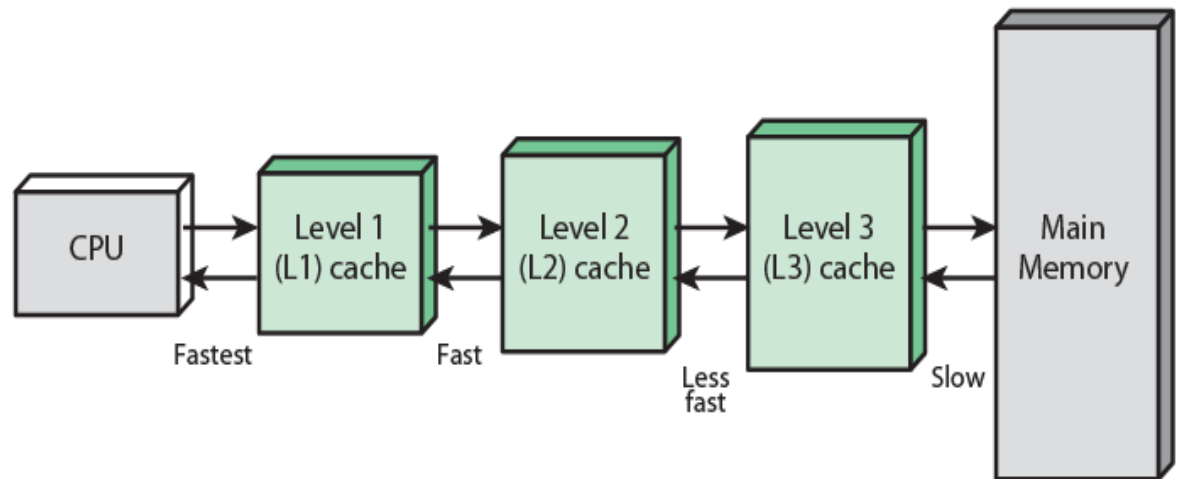 CPU
Level 1
(L1) cache
Level 2
(L2) cache
Level 3
(L3) cache
Main
Memory
Fastest
Fast
Less
fast
Slow